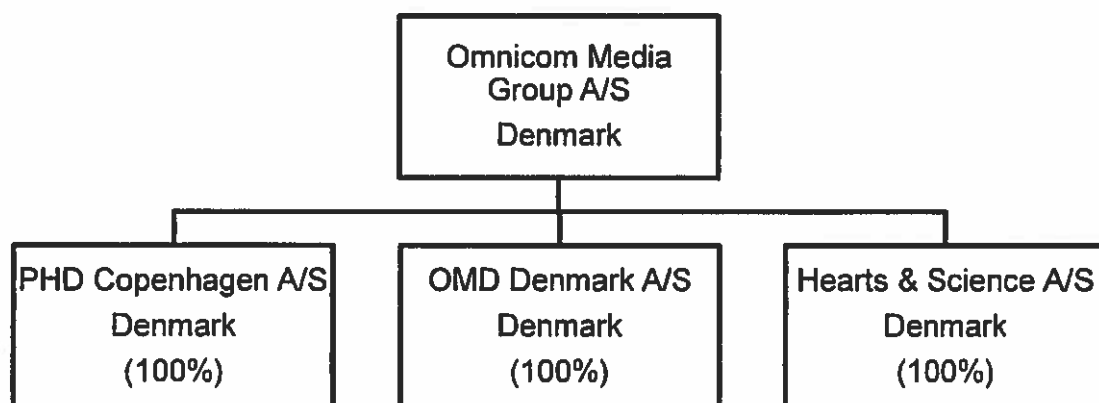 Omnicom Media
Group A/S
Denmark
PHD Copenhagen A/S
Denmark
(100%)
OMD Denmark A/S
Denmark
(100%)
Hearts & Science A/S
Denmark
(100%)